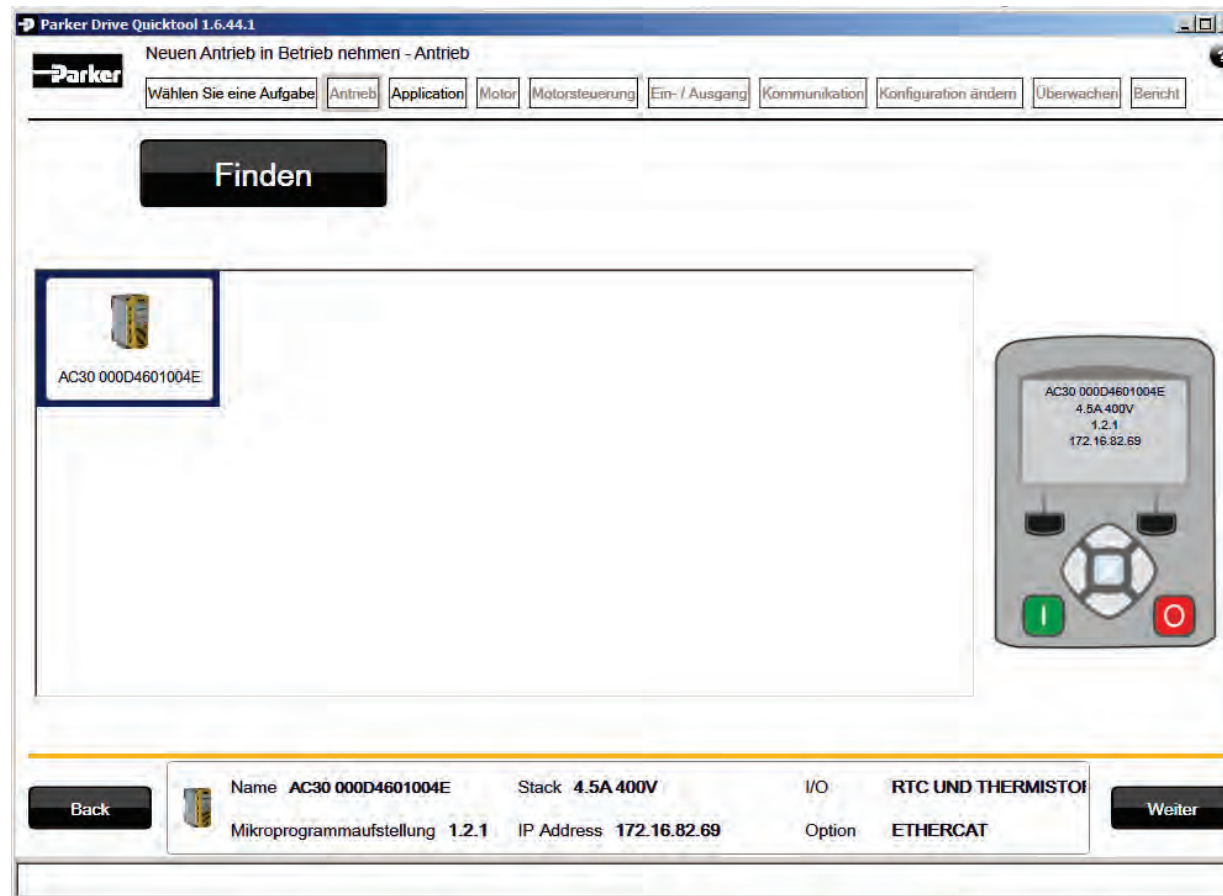 Parker Drive Quicktool 1.6.44.1
Neuen Antrieb in Betrieb nehmen - Antrieb
Parker
Wählen Sie eine Aufgabe Antrieb Application Motor Motorsteuerung Ein- / Ausgang Kommunikation Konfiguration ändern Überwachen Bericht
Finden
AC30 000D4601004E
AC30 000D4601004E
4.5A 400V
1.2.1
172.16.82.69
I O
Back
Name AC30 000D4601004E Stack 4.5A 400V I/O RTC UND THERMISTOR
Mikroprogrammaufstellung 1.2.1 IP Address 172.16.82.69 Option ETHERCAT
Weiter